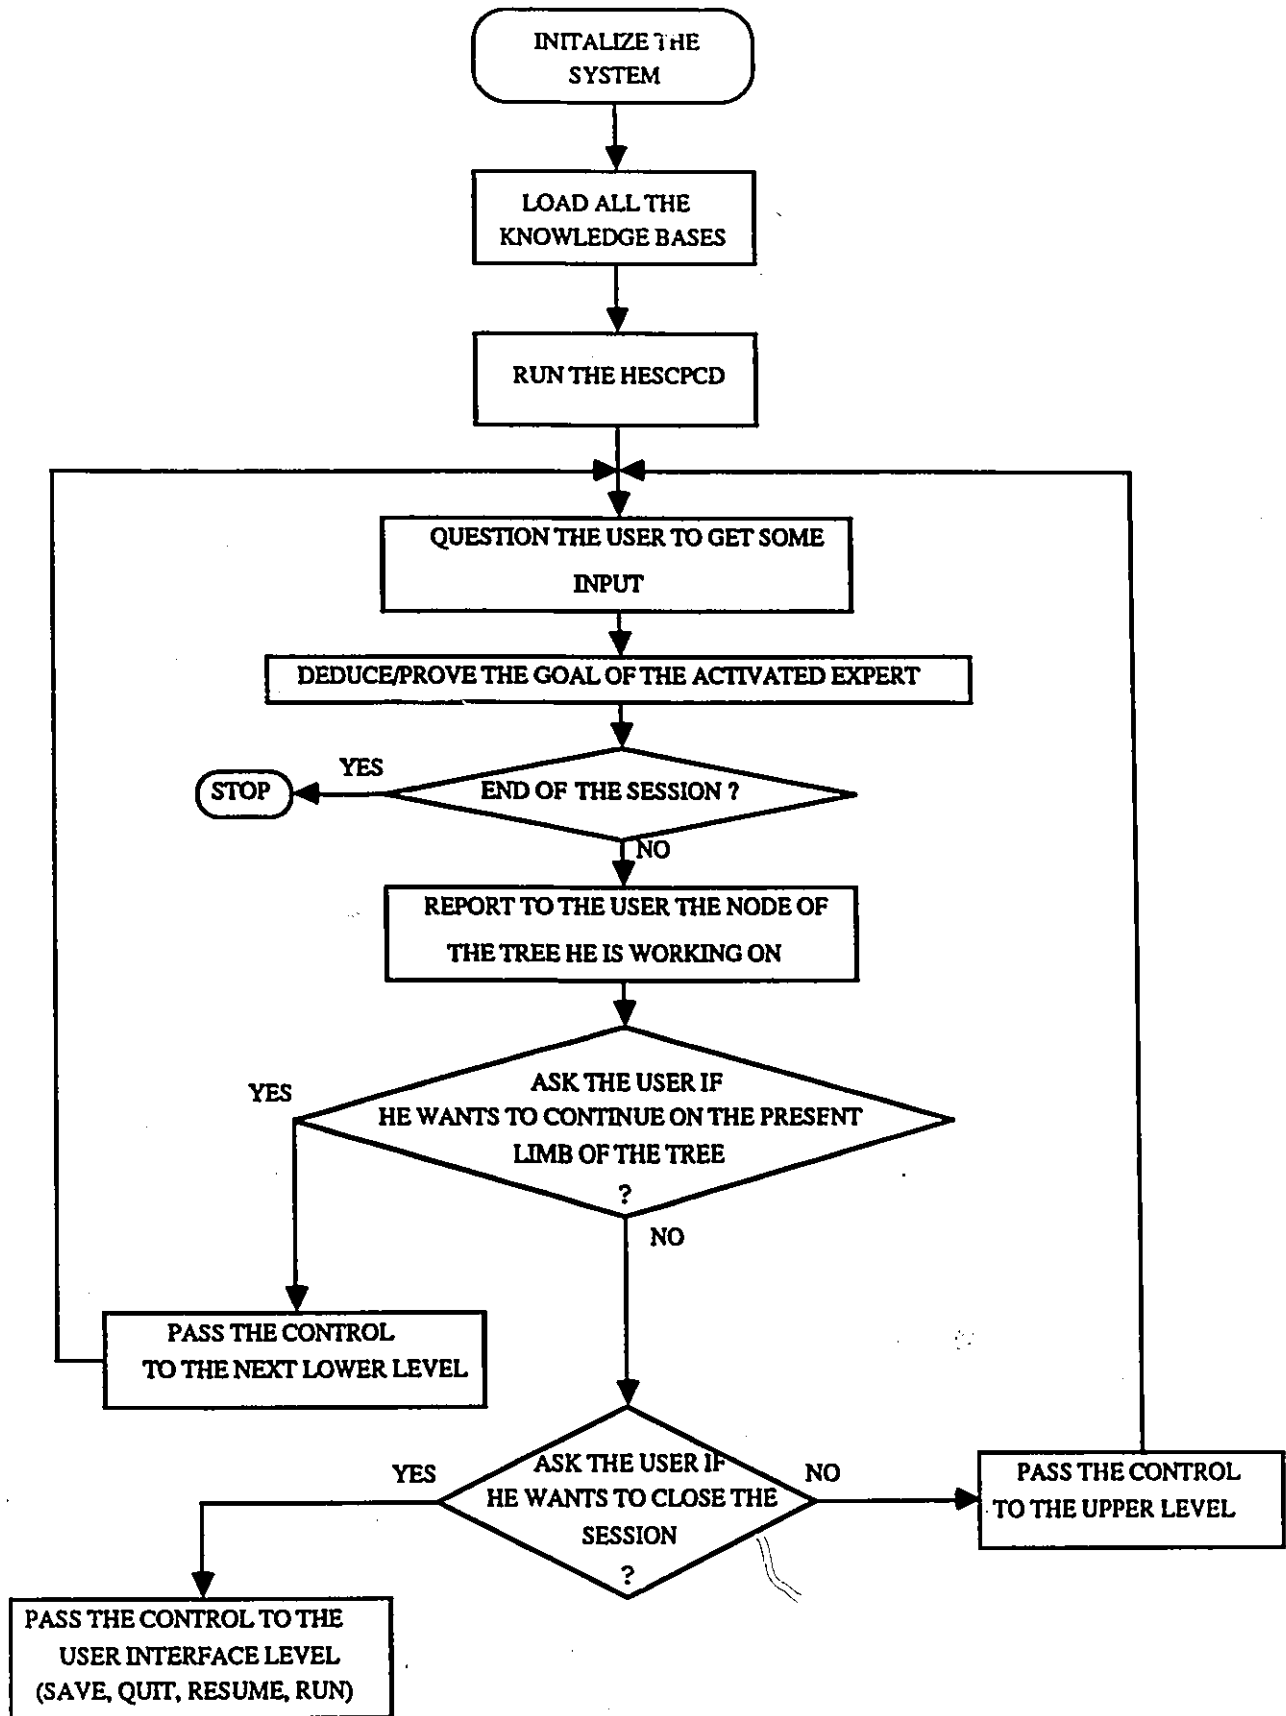 INITALIZE THE
SYSTEM
LOAD ALL THE
KNOWLEDGE BASES
RUN THE HESCPCD
QUESTION THE USER TO GET SOME
INPUT
DEDUCE/PROVE THE GOAL OF THE ACTIVATED EXPERT
YES
STOP
END OF THE SESSION ?
NO
REPORT TO THE USER THE NODE OF
THE TREE HE IS WORKING ON
YES
ASK THE USER IF
HE WANTS TO CONTINUE ON THE PRESENT
LIMB OF THE TREE
?
NO
PASS THE CONTROL
TO THE NEXT LOWER LEVEL
YES
ASK THE USER IF
HE WANTS TO CLOSE THE
SESSION
?
NO
PASS THE CONTROL
TO THE UPPER LEVEL
PASS THE CONTROL TO THE
USER INTERFACE LEVEL
(SAVE, QUIT, RESUME, RUN)